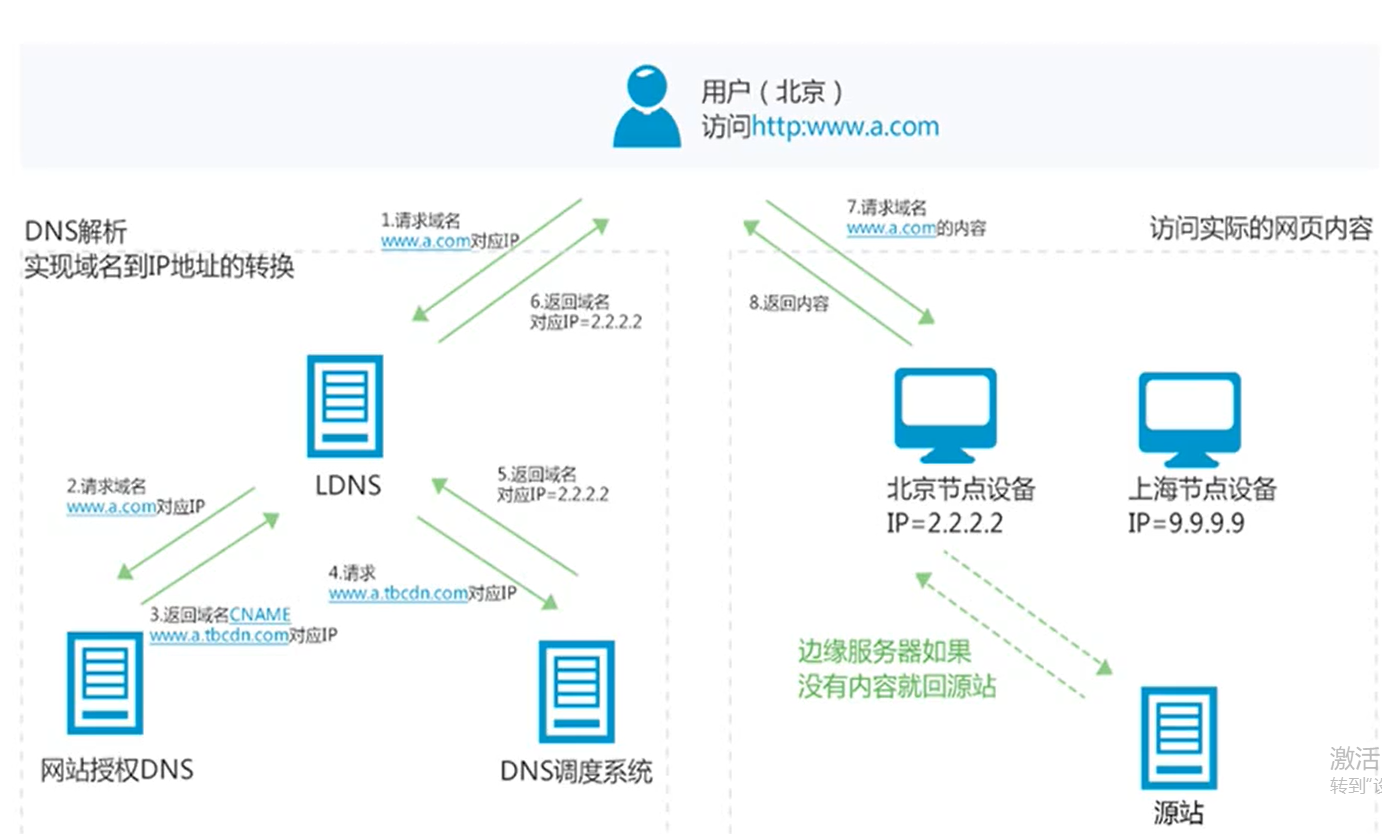 用户（北京）
访问http:www.a.com
DNS解析
实现域名到IP地址的转换
1.请求域名
www.a.com对应IP
6.返回域名
对应IP=2.2.2.2
LDNS
2.请求域名
www.a.com对应IP
3.返回域名CNAME
www.a.tbcdn.com对应IP
5.返回域名
对应IP=2.2.2.2
4.请求
www.a.tbcdn.com对应IP
网站授权DNS
DNS调度系统
访问实际的网页内容
7.请求域名
www.a.com的内容
8.返回内容
北京节点设备
IP=2.2.2.2
上海节点设备
IP=9.9.9.9
边缘服务器如果
没有内容就回源站
源站
激活
转到"